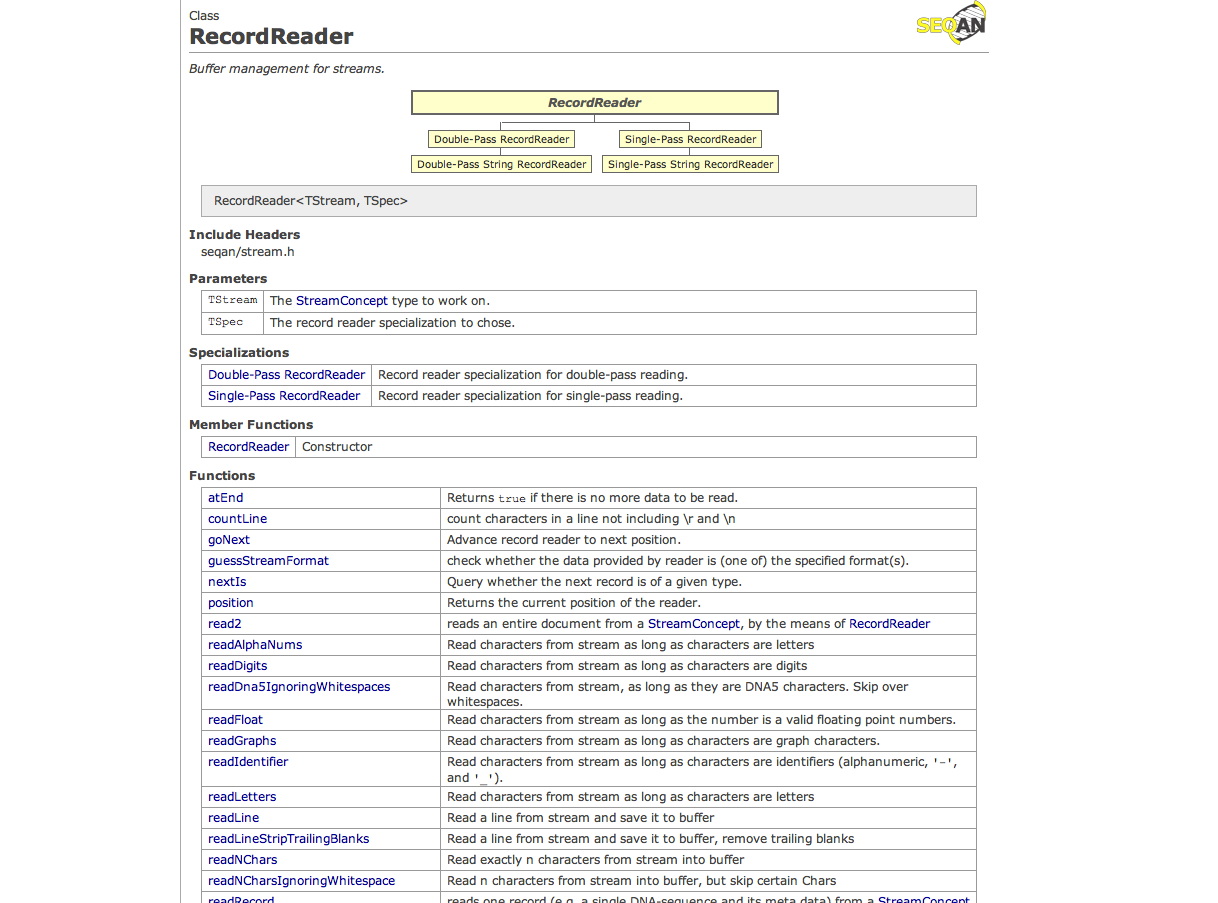 Class
SEQAN
RecordReader
Buffer management for streams.
RecordReader
Double-Pass RecordReader Single-Pass RecordReader
Double-Pass String RecordReader Single-Pass String RecordReader
RecordReader<TStream, TSpec>
Include Headers
seqan/stream.h
Parameters
TStream The StreamConcept type to work on.
TSpec The record reader specialization to chose.
Specializations
Double-Pass RecordReader Record reader specialization for double-pass reading.
Single-Pass RecordReader Record reader specialization for single-pass reading.
Member Functions
RecordReader Constructor
Functions
atEnd Returns true if there is no more data to be read.
countLine count characters in a line not including \r and \n
goNext Advance record reader to next position.
guessStreamFormat check whether the data provided by reader is (one of) the specified format(s).
nextIs Query whether the next record is of a given type.
position Returns the current position of the reader.
read2 reads an entire document from a StreamConcept, by the means of RecordReader
readAlphaNums Read characters from stream as long as characters are letters
readDigits Read characters from stream as long as characters are digits
readDna5IgnoringWhitespaces Read characters from stream, as long as they are DNA5 characters. Skip over
whitespaces.
readFloat Read characters from stream as long as the number is a valid floating point numbers.
readGraphs Read characters from stream as long as characters are graph characters.
readIdentifier Read characters from stream as long as characters are identifiers (alphanumeric, '-',
and '_').
readLetters Read characters from stream as long as characters are letters
readLine Read a line from stream and save it to buffer
readLineStripTrailingBlanks Read a line from stream and save it to buffer, remove trailing blanks
readNChars Read exactly n characters from stream into buffer
readNCharsIgnoringWhitespace Read n characters from stream into buffer, but skip certain Chars
readRecord reads one record (e.g. a single DNA-sequence and its meta data) from a StreamConcept